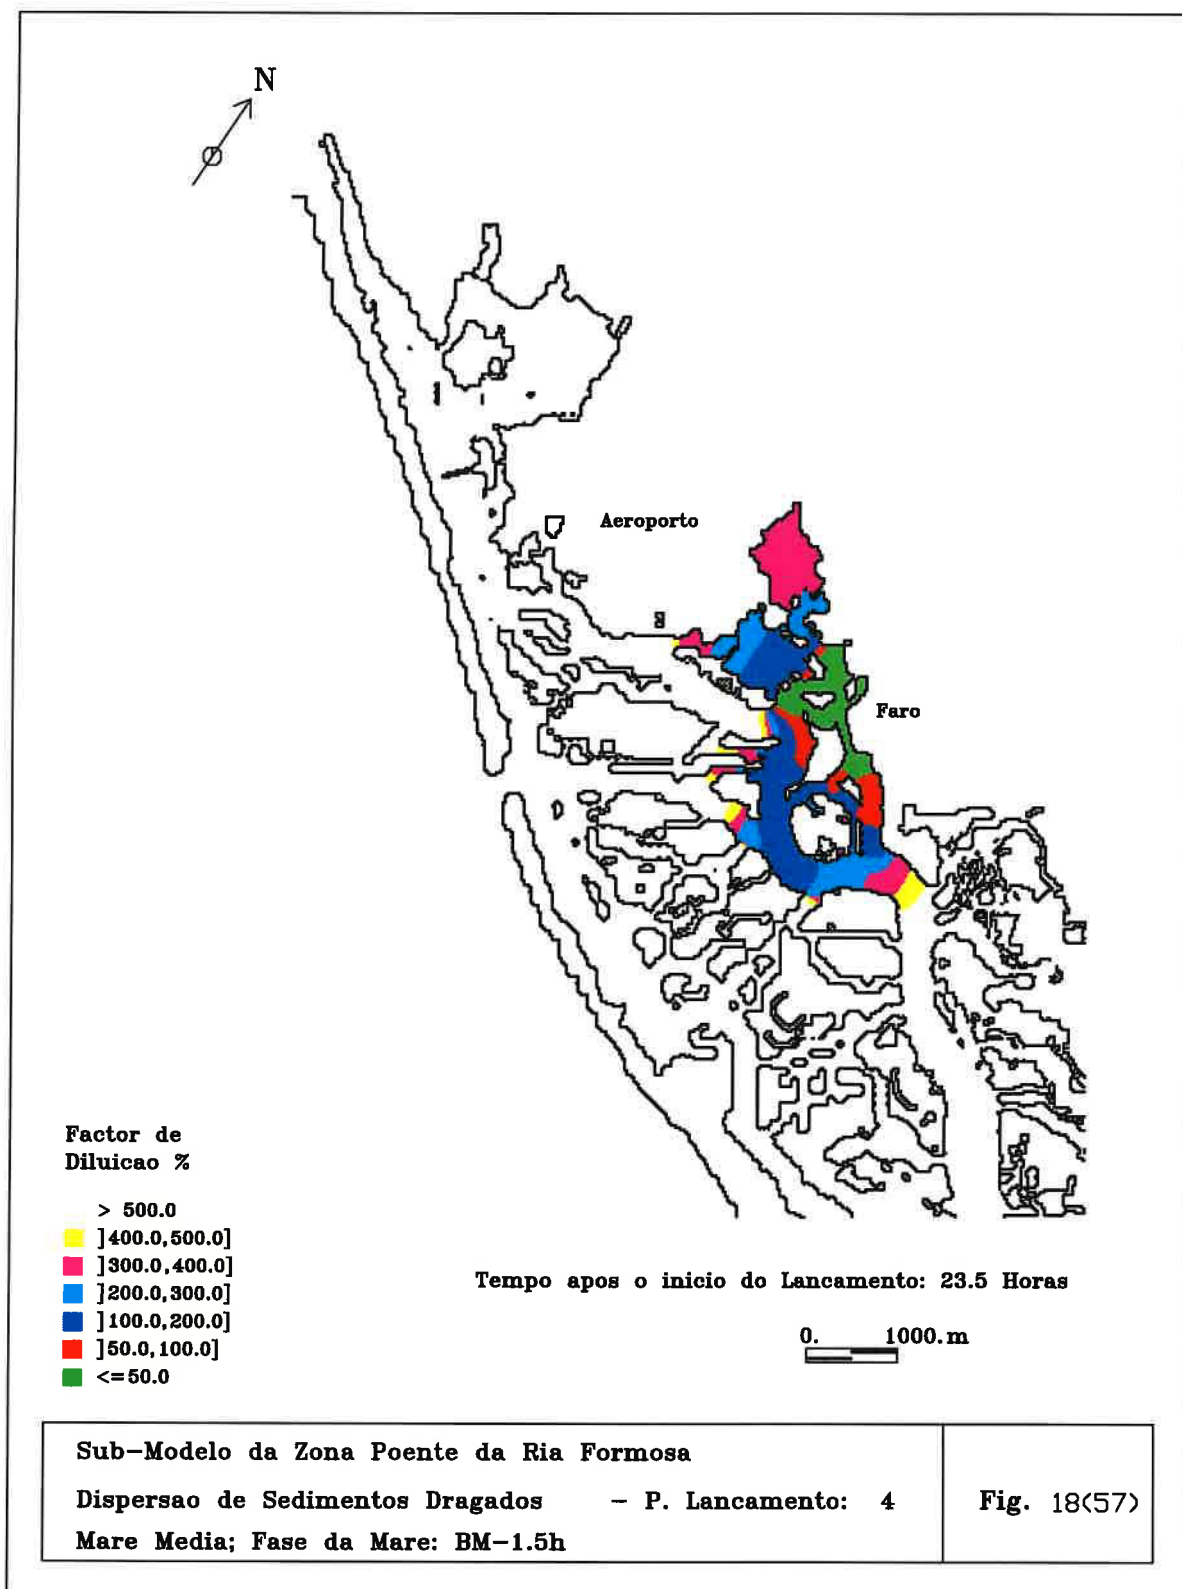 N
Aeroporto
Faro
Factor de
Diluicao %
> 500.0
]400.0,500.0]
]300.0,400.0]
]200.0,300.0]
]100.0,200.0]
]50.0,100.0]
<=50.0
Tempo apos o inicio do Lancamento: 23.5 Horas
0. 1000.m
Sub-Modelo da Zona Poente da Ria Formosa
Dispersao de Sedimentos Dragados - P. Lancamento: 4
Mare Media; Fase da Mare: BM-1.5h
Fig. 18(57)